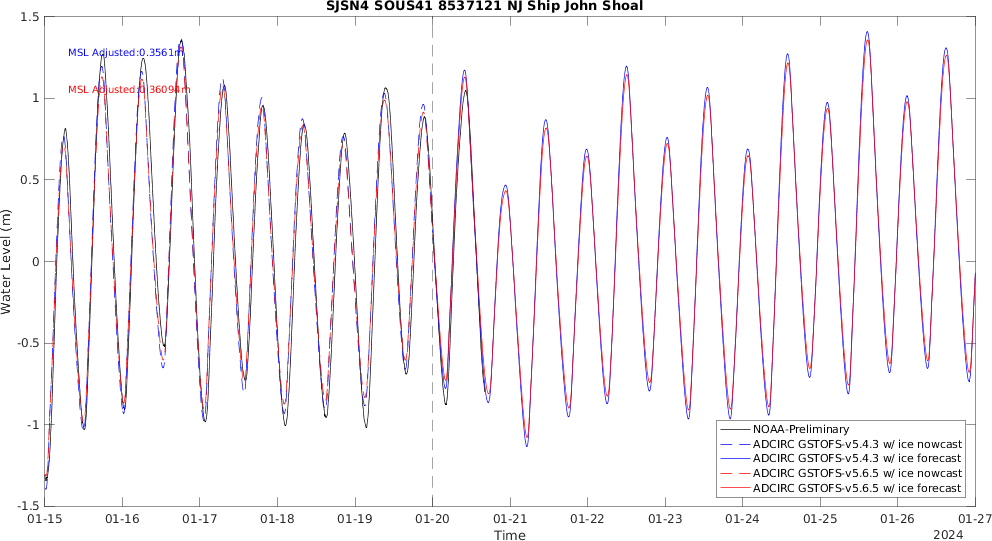 SJSN4 SOUS41 8537121 NJ Ship John Shoal
MSL Adjusted:0.3561m
MSL Adjusted:0.36094m
1.5
1
0.5
0
-0.5
-1
-1.5
Water Level (m)
NOAA-Preliminary
ADCIRC GSTOFS-v5.4.3 w/ ice nowcast
ADCIRC GSTOFS-v5.4.3 w/ ice forecast
ADCIRC GSTOFS-v5.6.5 w/ ice nowcast
ADCIRC GSTOFS-v5.6.5 w/ ice forecast
01-15 01-16 01-17 01-18 01-19 01-20 01-21 01-22 01-23 01-24 01-25 01-26 01-27
Time
2024